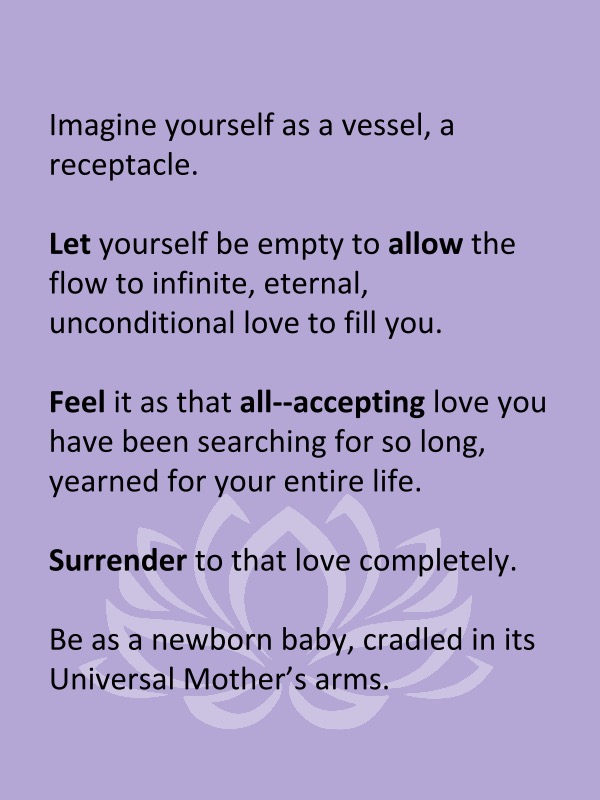 Imagine yourself as a vessel, a
receptacle.
Let yourself be empty to allow the
flow to infinite, eternal,
unconditional love to fill you.
Feel it as that all--accepting love you
have been searching for so long,
yearned for your entire life.
Surrender to that love completely.
Be as a newborn baby, cradled in its
Universal Mother’s arms.